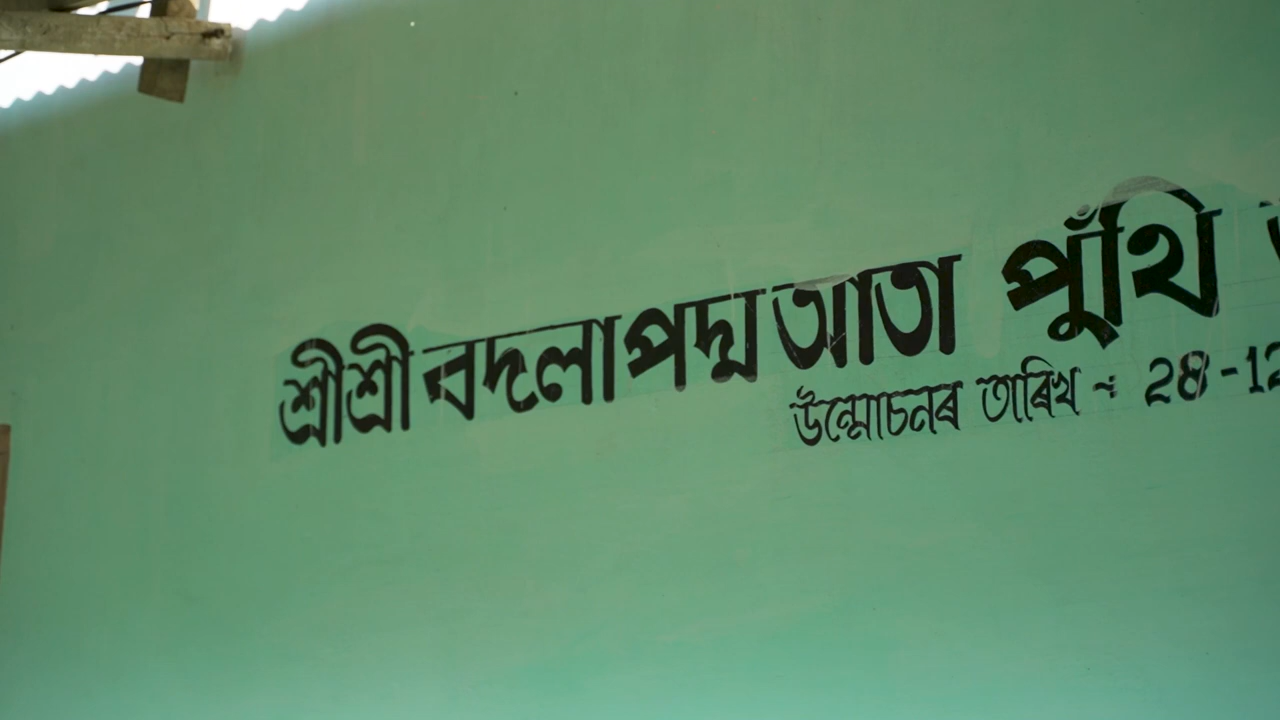 শ্ৰীশ্ৰী বদলা পদ্ম আতা পুঁথি
উন্মোচনৰ তাৰিখ ঃ 28-12